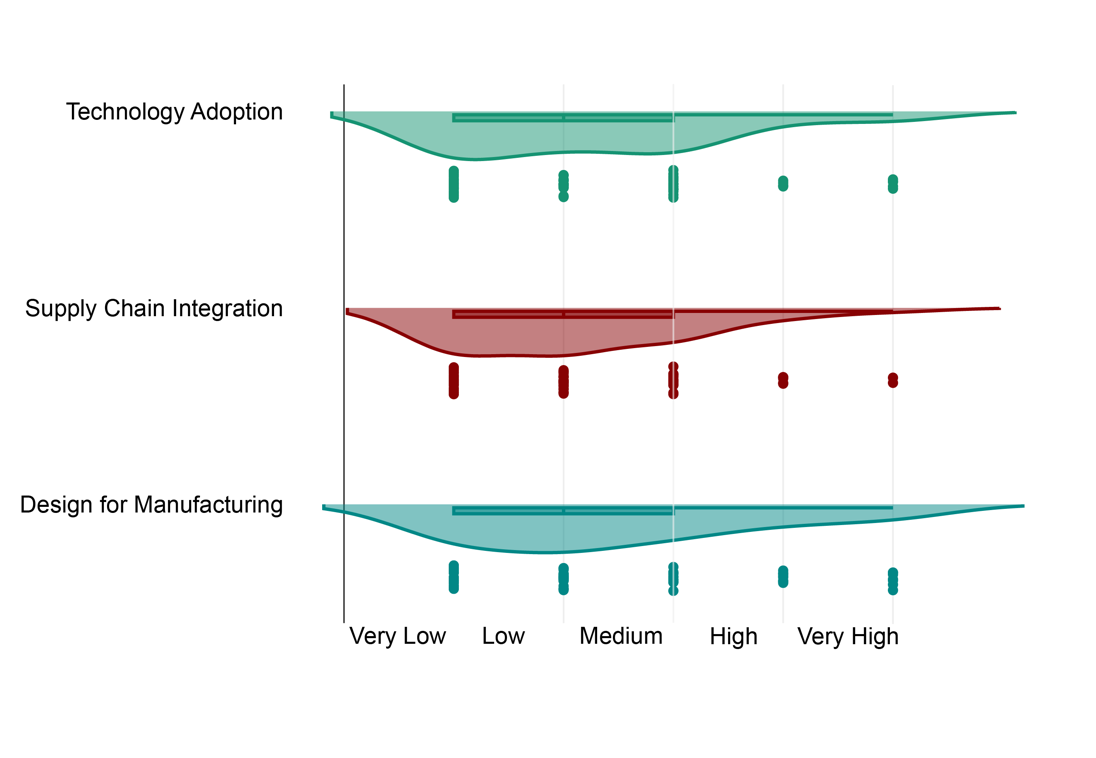 Technology Adoption
Supply Chain Integration
Design for Manufacturing
Very Low Low Medium High Very High